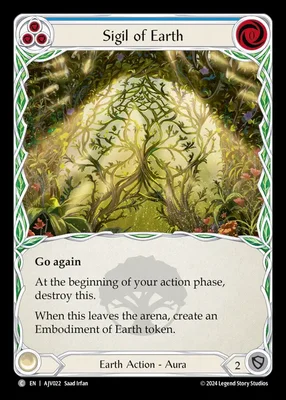 Sigil of Earth
Go again
At the beginning of your action phase,
destroy this.
When this leaves the arena, create an
Embodiment of Earth token.
Earth Action - Aura
2
C EN | AJV022 Saad Irfan
©2024 Legend Story Studios